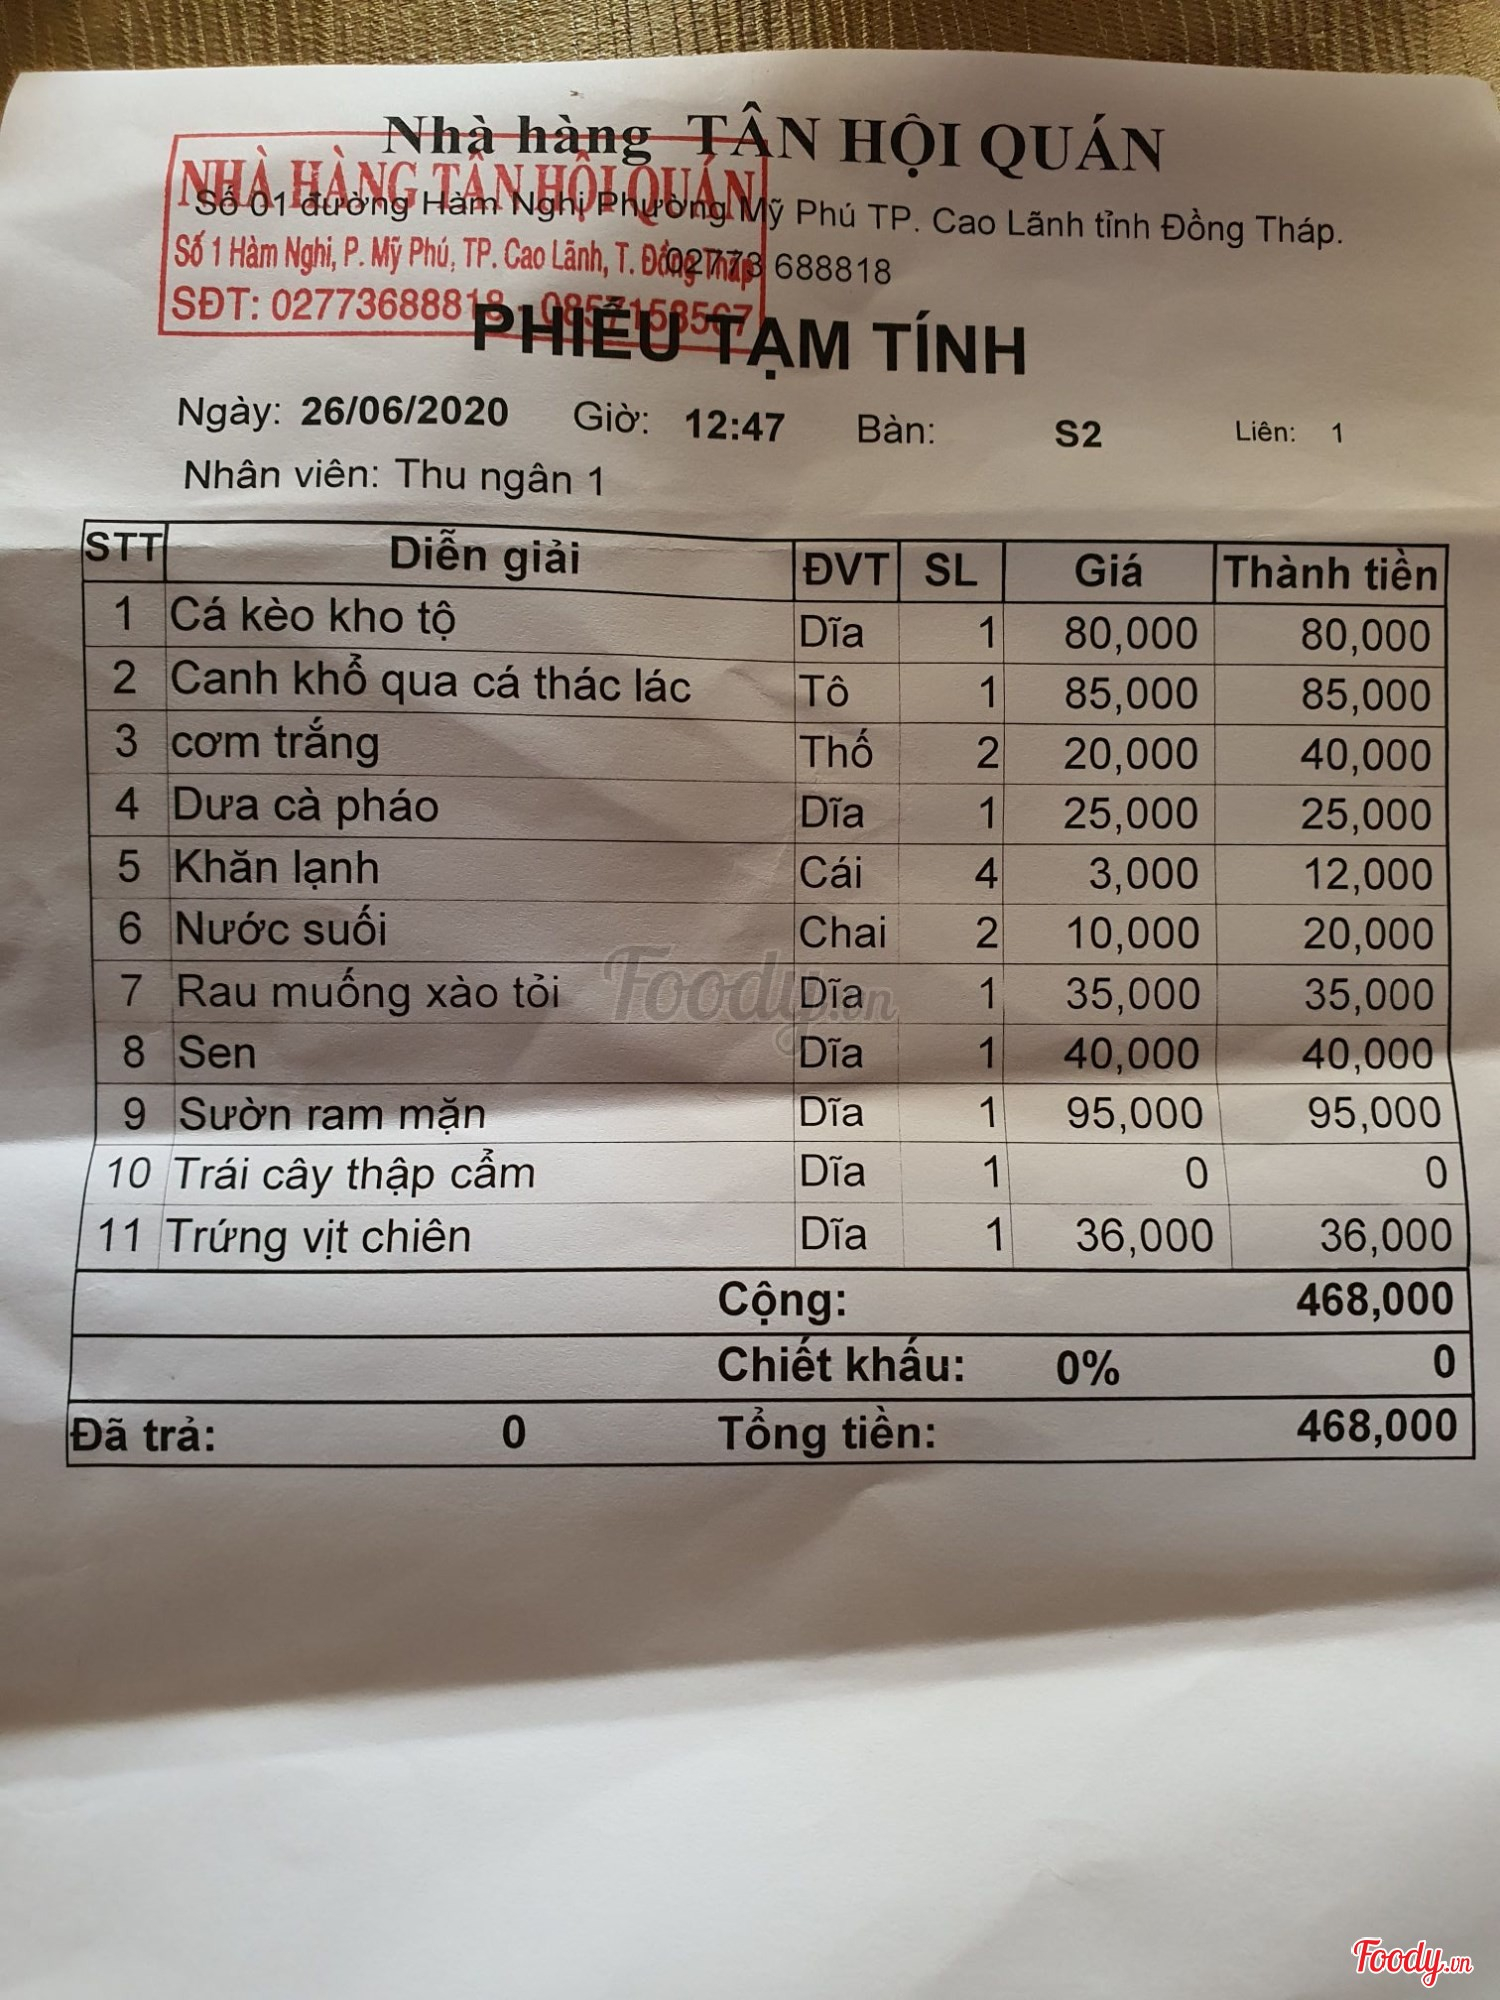 Nhà hàng TÂN HỘI QUÁN
NHÀ HÀNG TÂN HỘI QUÁN
Số 01 đường Hàm Nghi Phường Mỹ Phú TP. Cao Lãnh tỉnh Đồng Tháp.
Số 1 Hàm Nghi, P. Mỹ Phú, TP. Cao Lãnh, T. Đồng Tháp
02773 688818
SĐT: 02773688818 - 0857158567
PHIẾU TẠM TÍNH
Ngày: 26/06/2020 Giờ: 12:47 Bàn: S2 Liên: 1
Nhân viên: Thu ngân 1
STT Diễn giải ĐVT SL Giá Thành tiền
1 Cá kèo kho tộ Dĩa 1 80,000 80,000
2 Canh khổ qua cá thác lác Tô 1 85,000 85,000
3 cơm trắng Thố 2 20,000 40,000
4 Dưa cà pháo Dĩa 1 25,000 25,000
5 Khăn lạnh Cái 4 3,000 12,000
6 Nước suối Chai 2 10,000 20,000
7 Rau muống xào tỏi Dĩa 1 35,000 35,000
Foody.vn
8 Sen Dĩa 1 40,000 40,000
9 Sườn ram mặn Dĩa 1 95,000 95,000
10 Trái cây thập cẩm Dĩa 1 0 0
11 Trứng vịt chiên Dĩa 1 36,000 36,000
Cộng: 468,000
Chiết khấu: 0% 0
Đã trả: 0 Tổng tiền: 468,000
Foody.vn